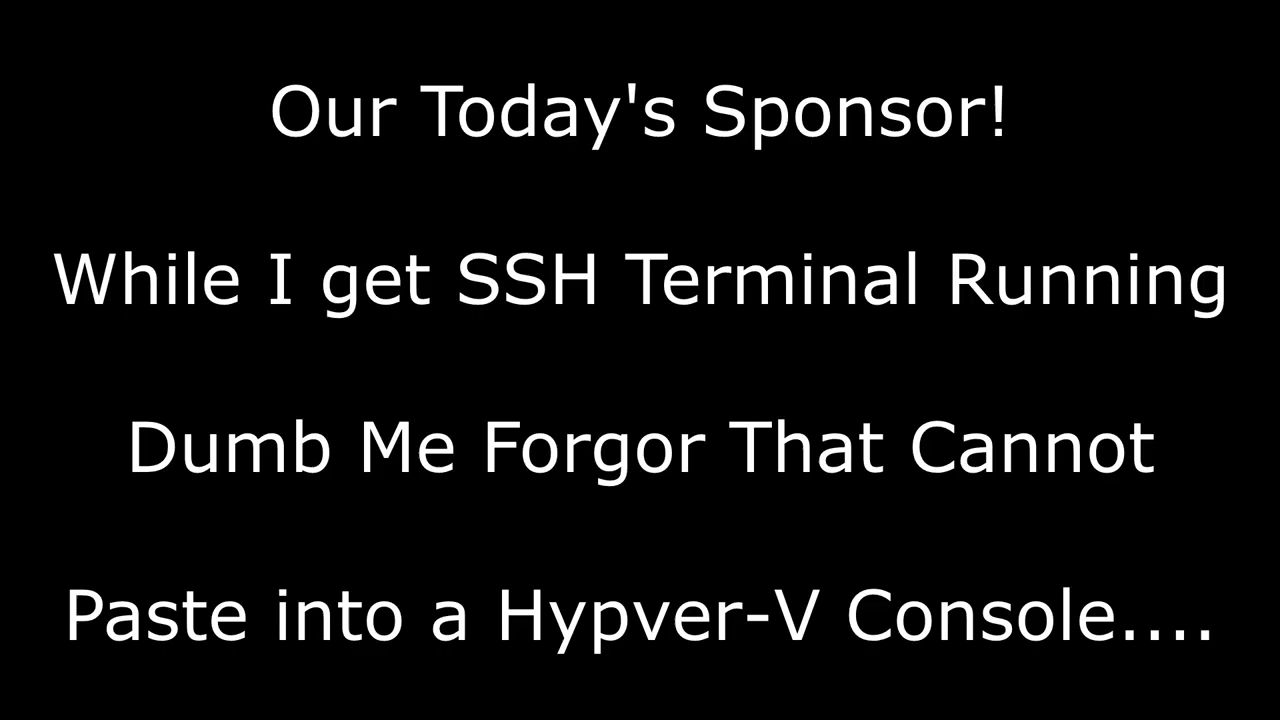 Our Today's Sponsor!
While I get SSH Terminal Running
Dumb Me Forgor That Cannot
Paste into a Hypver-V Console....